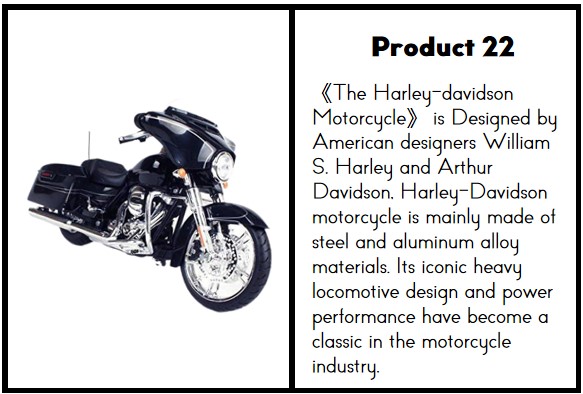 Product 22
《The Harley-davidson
Motorcycle》 is Designed by
American designers William
S. Harley and Arthur
Davidson. Harley-Davidson
motorcycle is mainly made of
steel and aluminum alloy
materials. Its iconic heavy
locomotive design and power
performance have become a
classic in the motorcycle
industry.